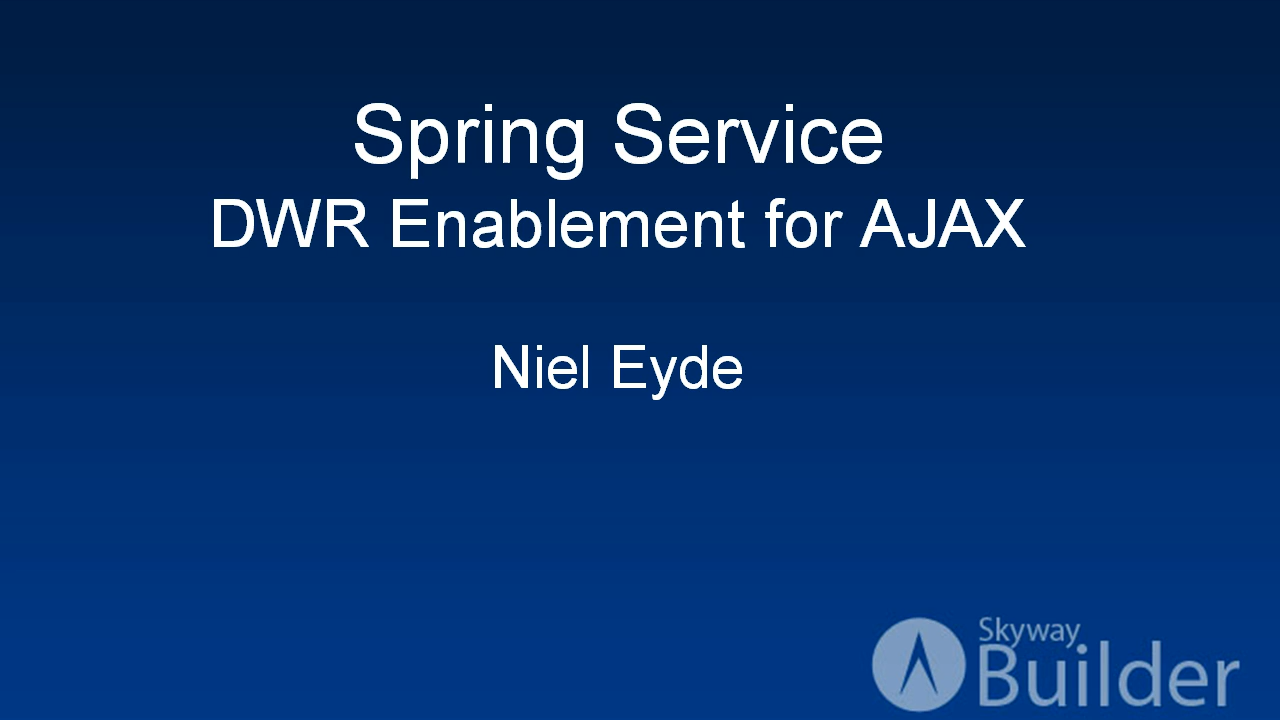 Spring Service
DWR Enablement for AJAX
Niel Eyde
Skyway
Builder